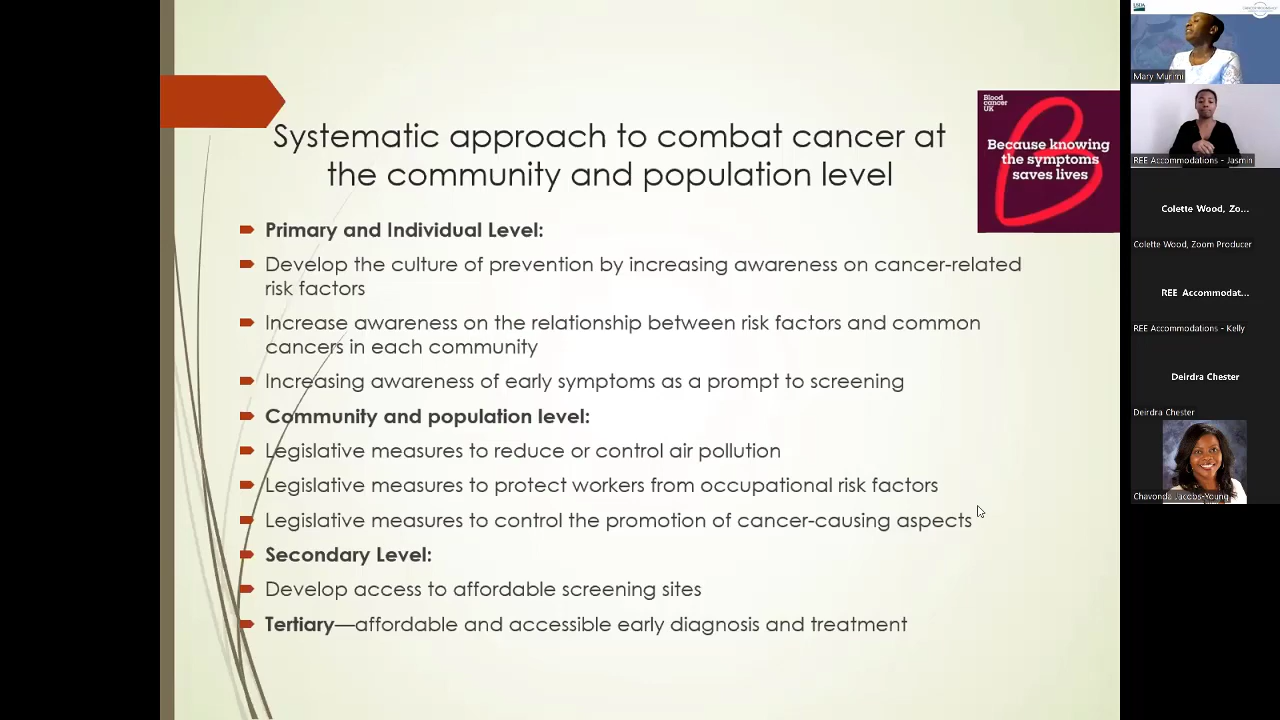 Systematic approach to combat cancer at
the community and population level
Blood
cancer
UK
Because knowing
the symptoms
saves lives
Primary and Individual Level:
Develop the culture of prevention by increasing awareness on cancer-related
risk factors
Increase awareness on the relationship between risk factors and common
cancers in each community
Increasing awareness of early symptoms as a prompt to screening
Community and population level:
Legislative measures to reduce or control air pollution
Legislative measures to protect workers from occupational risk factors
Legislative measures to control the promotion of cancer-causing aspects
Secondary Level:
Develop access to affordable screening sites
Tertiary—affordable and accessible early diagnosis and treatment
USDA
Mary Murimi
REE Accommodations - Jasmin
Colette Wood, Zo...
Colette Wood, Zoom Producer
REE Accommodat...
REE Accommodations - Kelly
Deirdra Chester
Deirdra Chester
Chavonda Jacobs-Young